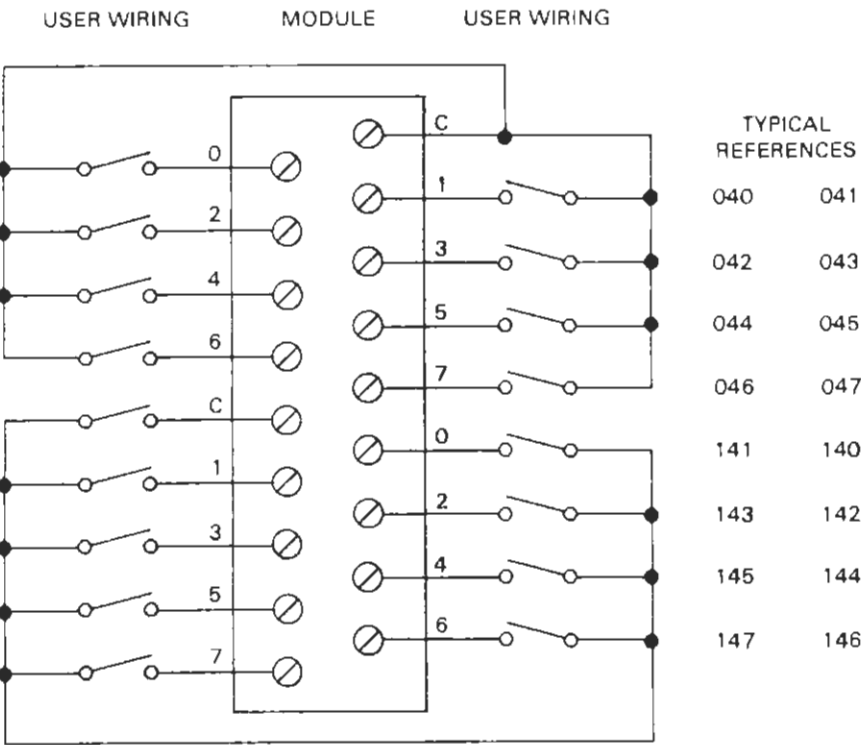 USER WIRING MODULE USER WIRING
TYPICAL
REFERENCES
C
0
1 040 041
2
3 042 043
4
5 044 045
6
7 046 047
C
0 141 140
1
2 143 142
3
4 145 144
5
6 147 146
7